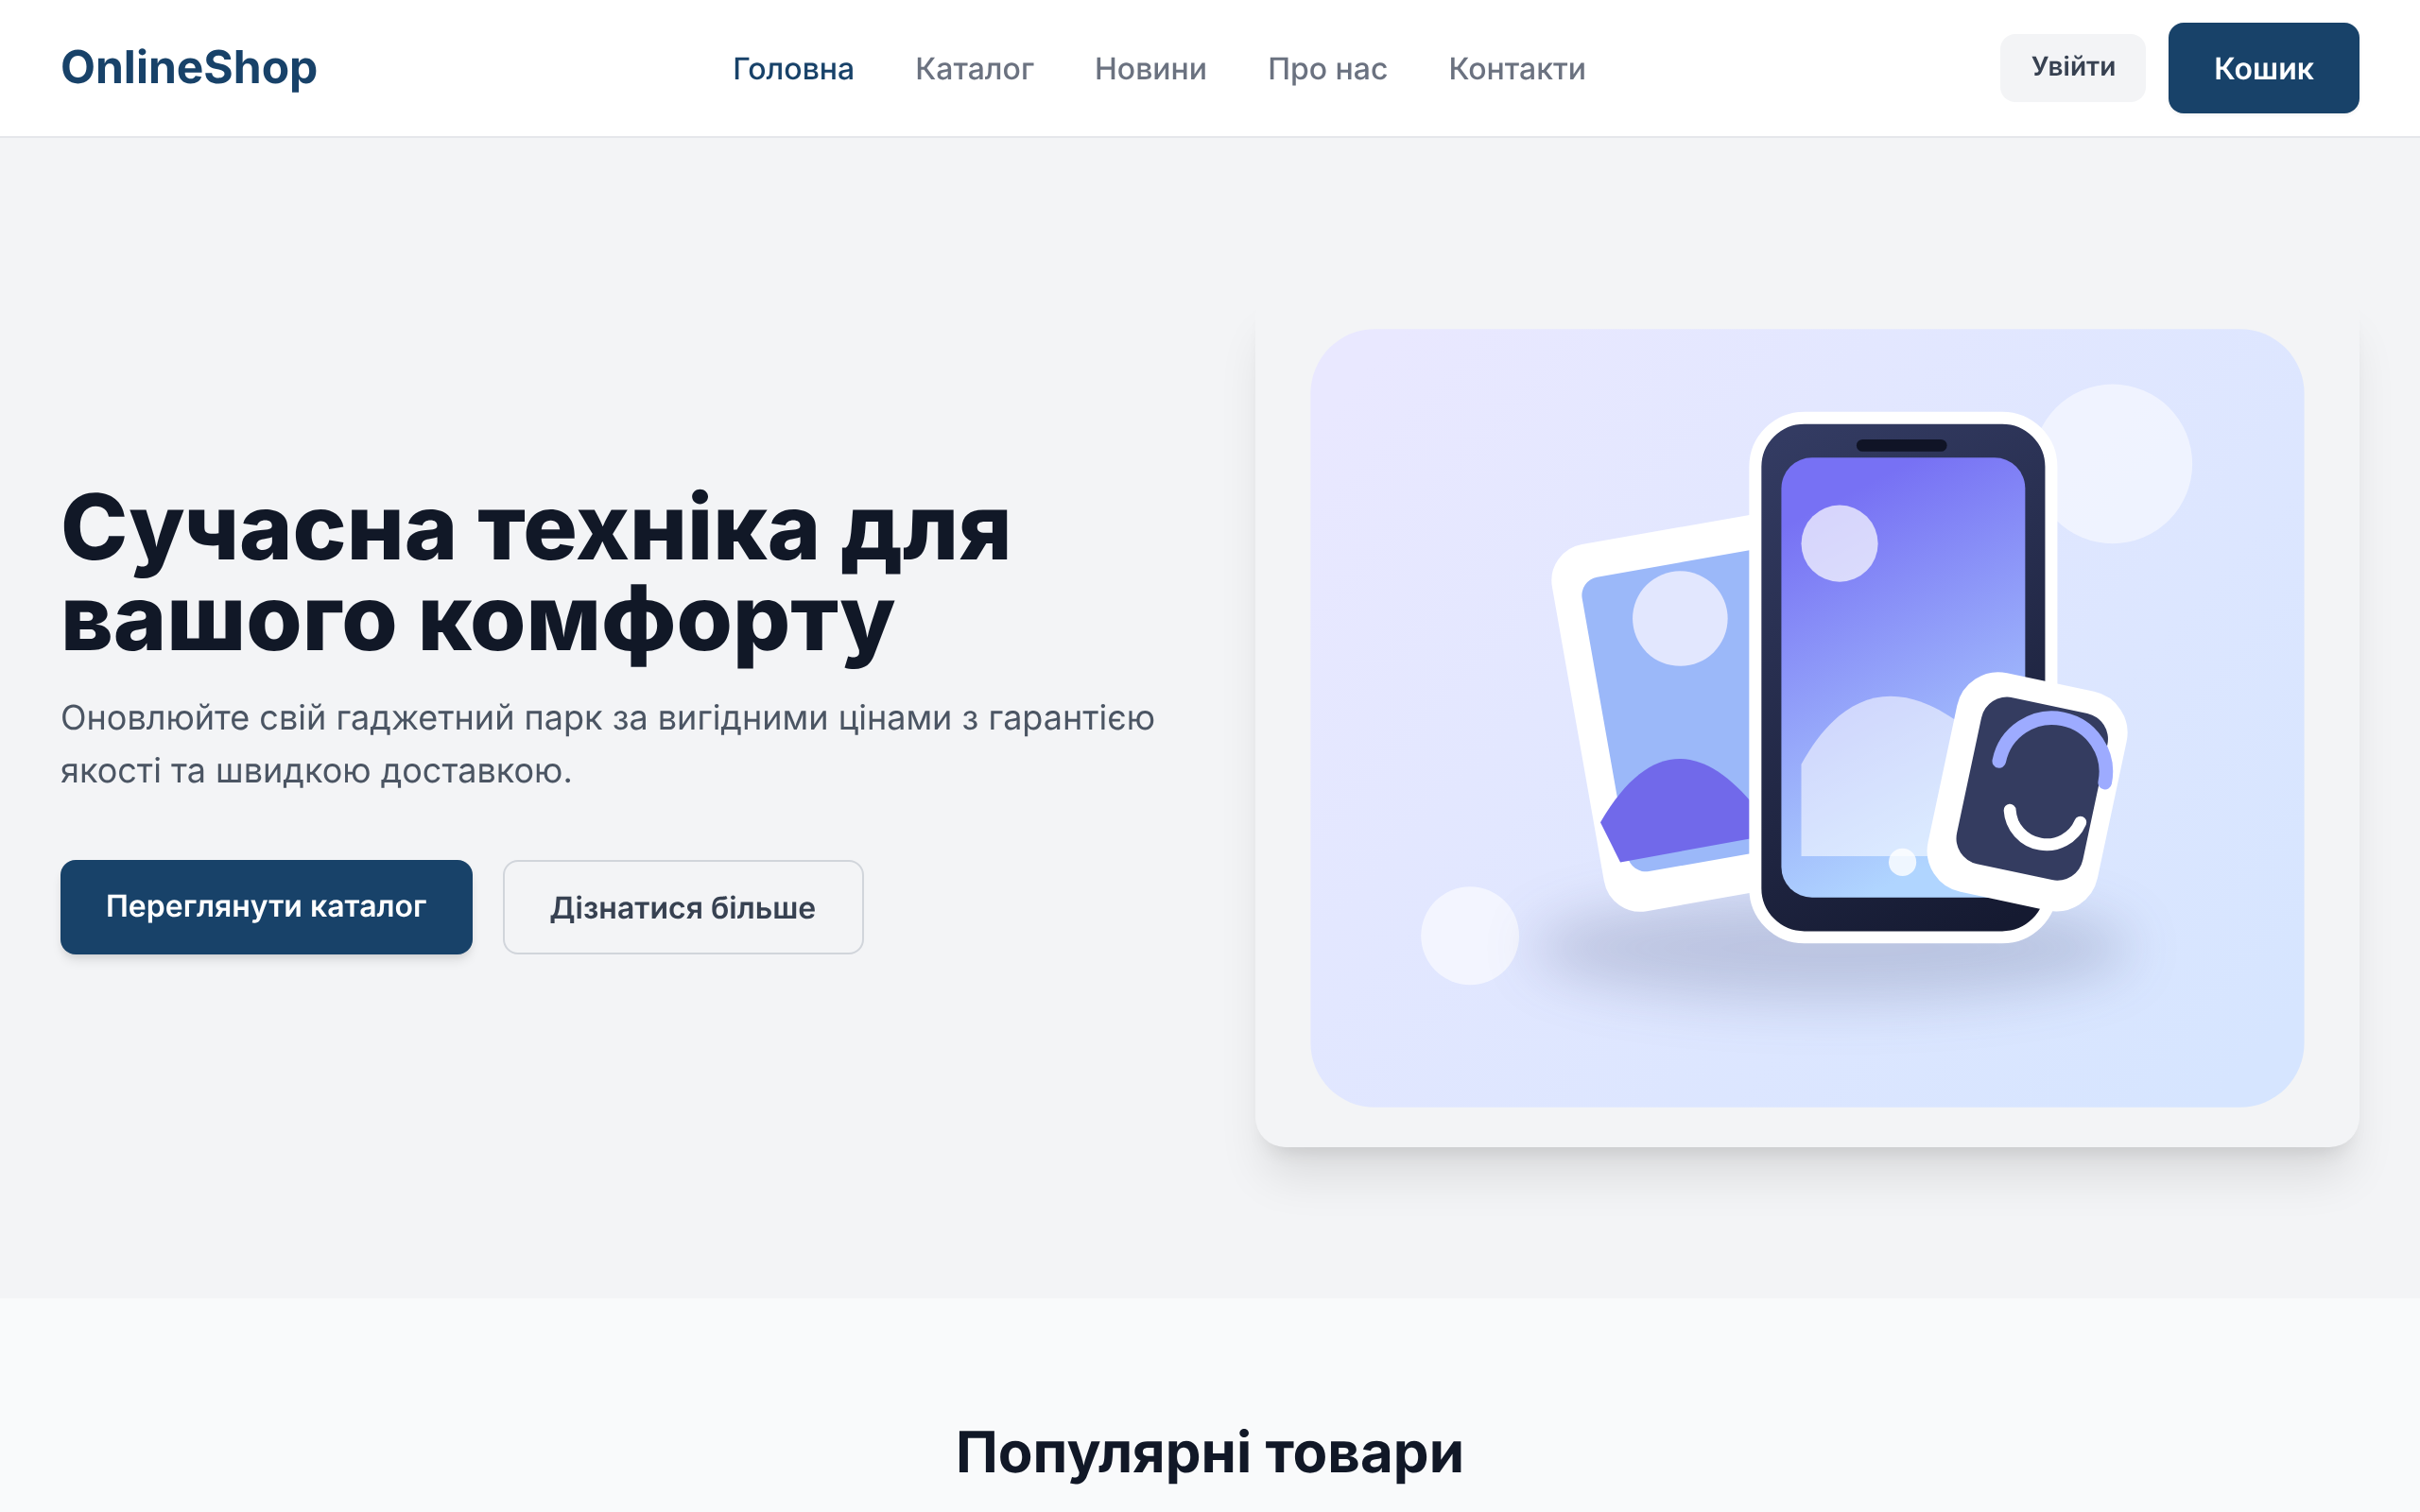 OnlineShop
Головна
Каталог
Новини
Про нас
Контакти
Увійти
Кошик
Сучасна техніка для
вашого комфорту
Оновлюйте свій гаджетний парк за вигідними цінами з гарантією
якості та швидкою доставкою.
Переглянути каталог
Дізнатися більше
Популярні товари